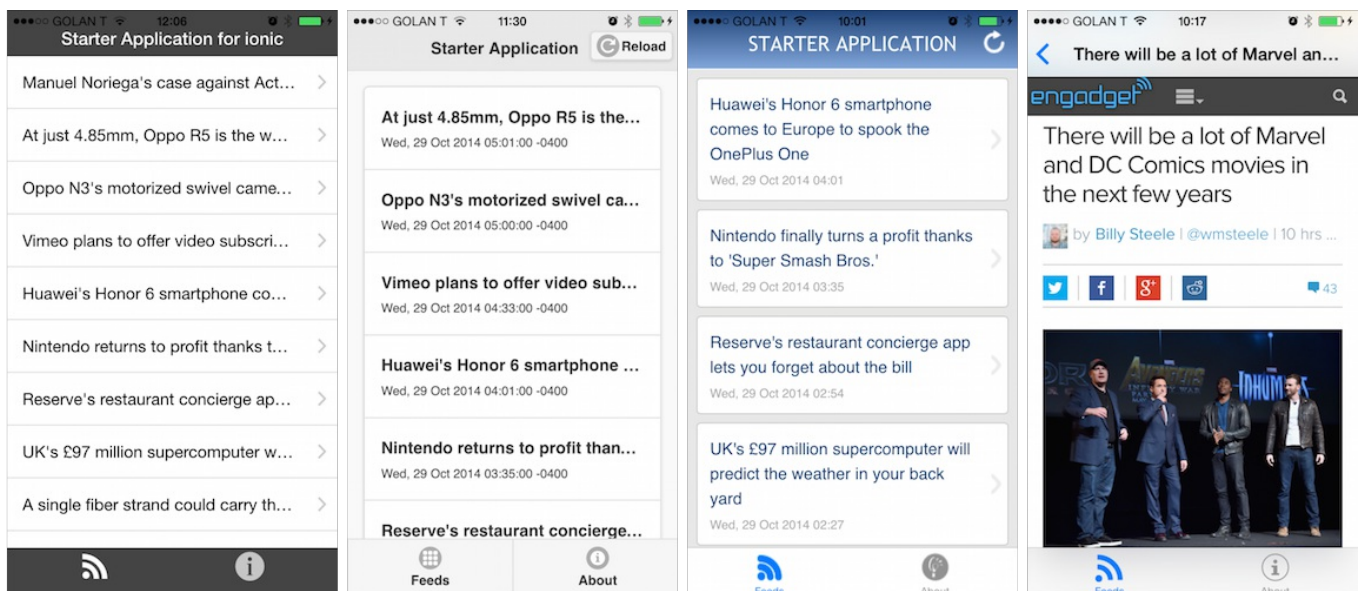 GOLAN T 12:06
Starter Application for ionic
Manuel Noriega's case against Act...
At just 4.85mm, Oppo R5 is the w...
Oppo N3's motorized swivel came...
Vimeo plans to offer video subscri...
Huawei's Honor 6 smartphone co...
Nintendo returns to profit thanks t...
Reserve's restaurant concierge ap...
UK's £97 million supercomputer w...
A single fiber strand could carry th...
GOLAN T 11:30
Starter Application
Reload
At just 4.85mm, Oppo R5 is the...
Wed, 29 Oct 2014 05:01:00 -0400
Oppo N3's motorized swivel ca...
Wed, 29 Oct 2014 05:00:00 -0400
Vimeo plans to offer video sub...
Wed, 29 Oct 2014 04:33:00 -0400
Huawei's Honor 6 smartphone ...
Wed, 29 Oct 2014 04:01:00 -0400
Nintendo returns to profit than...
Wed, 29 Oct 2014 03:35:00 -0400
Reserve's restaurant concierge...
Feeds About
GOLAN T 10:01
STARTER APPLICATION
Huawei's Honor 6 smartphone
comes to Europe to spook the
OnePlus One
Wed, 29 Oct 2014 04:01
Nintendo finally turns a profit thanks
to 'Super Smash Bros.'
Wed, 29 Oct 2014 03:35
Reserve's restaurant concierge app
lets you forget about the bill
Wed, 29 Oct 2014 02:54
UK's £97 million supercomputer will
predict the weather in your back
yard
Wed, 29 Oct 2014 02:27
Feeds About
GOLAN T 10:17
There will be a lot of Marvel an...
engadget
There will be a lot of Marvel
and DC Comics movies in
the next few years
by Billy Steele | @wmsteele | 10 hrs ...
43
AVENGERS
INHUMANS
Feeds About